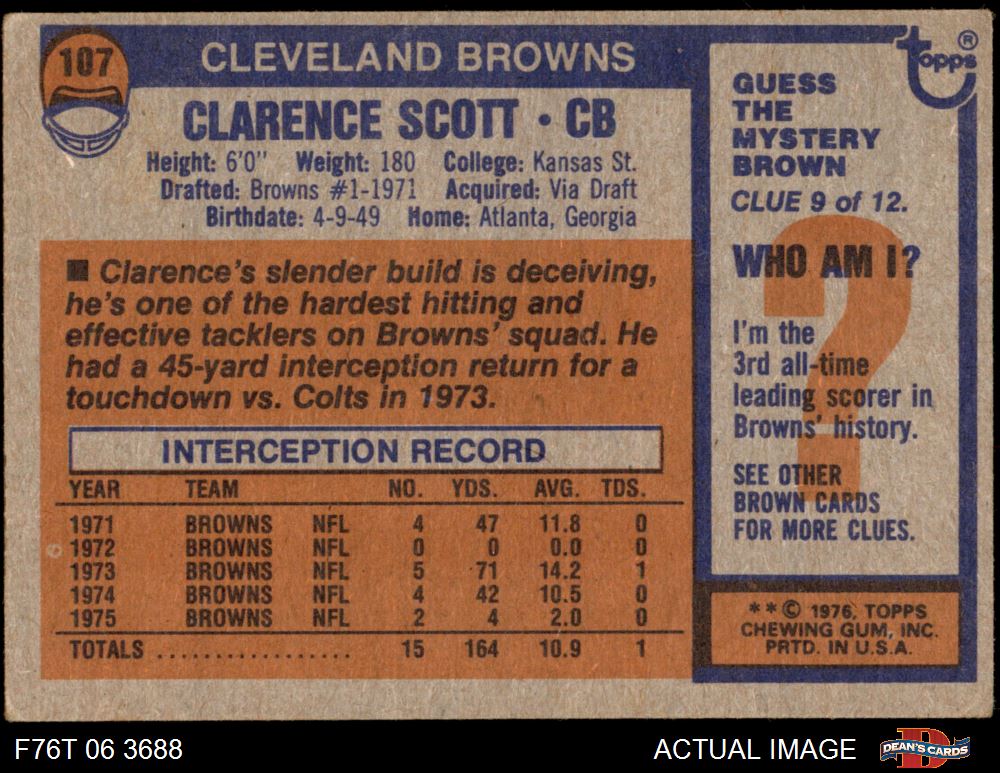 107
CLEVELAND BROWNS
CLARENCE SCOTT • CB
Height: 6'0" Weight: 180 College: Kansas St.
Drafted: Browns #1-1971 Acquired: Via Draft
Birthdate: 4-9-49 Home: Atlanta, Georgia
■ Clarence's slender build is deceiving,
he's one of the hardest hitting and
effective tacklers on Browns' squad. He
had a 45-yard interception return for a
touchdown vs. Colts in 1973.
INTERCEPTION RECORD
YEAR TEAM NO. YDS. AVG. TDS.
1971 BROWNS NFL 4 47 11.8 0
1972 BROWNS NFL 0 0 0.0 0
1973 BROWNS NFL 5 71 14.2 1
1974 BROWNS NFL 4 42 10.5 0
1975 BROWNS NFL 2 4 2.0 0
TOTALS .................. 15 164 10.9 1
topps ®
GUESS
THE
MYSTERY
BROWN
CLUE 9 of 12.
WHO AM I?
I'm the
3rd all-time
leading scorer in
Browns' history.
SEE OTHER
BROWN CARDS
FOR MORE CLUES.
**© 1976, TOPPS
CHEWING GUM, INC.
PRTD. IN U.S.A.
F76T 06 3688
ACTUAL IMAGE
DEAN'S CARDS